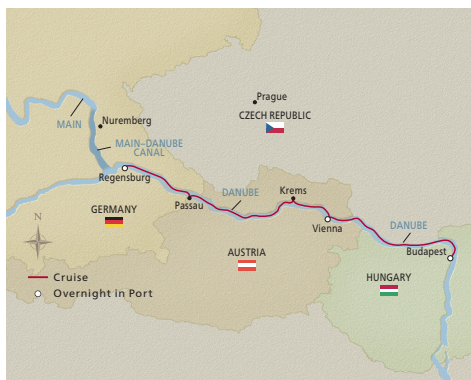 Prague
CZECH REPUBLIC
Nuremberg
MAIN
MAIN–DANUBE
CANAL
Regensburg
DANUBE
Krems
Passau
GERMANY
Vienna
DANUBE
Budapest
N
AUSTRIA
HUNGARY
Cruise
Overnight in Port